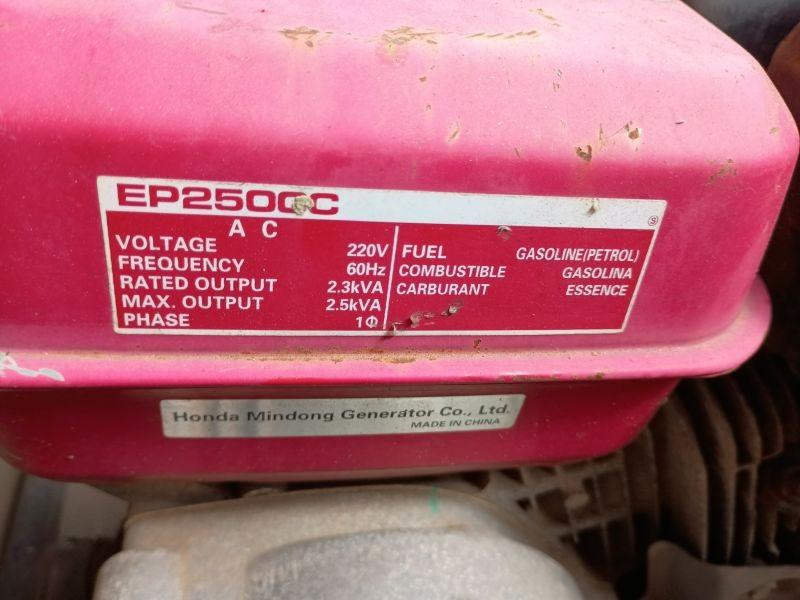 EP2500C
A C
VOLTAGE 220V
FREQUENCY 60Hz
RATED OUTPUT 2.3kVA
MAX. OUTPUT 2.5kVA
PHASE 1Φ
FUEL GASOLINE(PETROL)
COMBUSTIBLE GASOLINA
CARBURANT ESSENCE
Ⓢ
Honda Mindong Generator Co., Ltd.
MADE IN CHINA